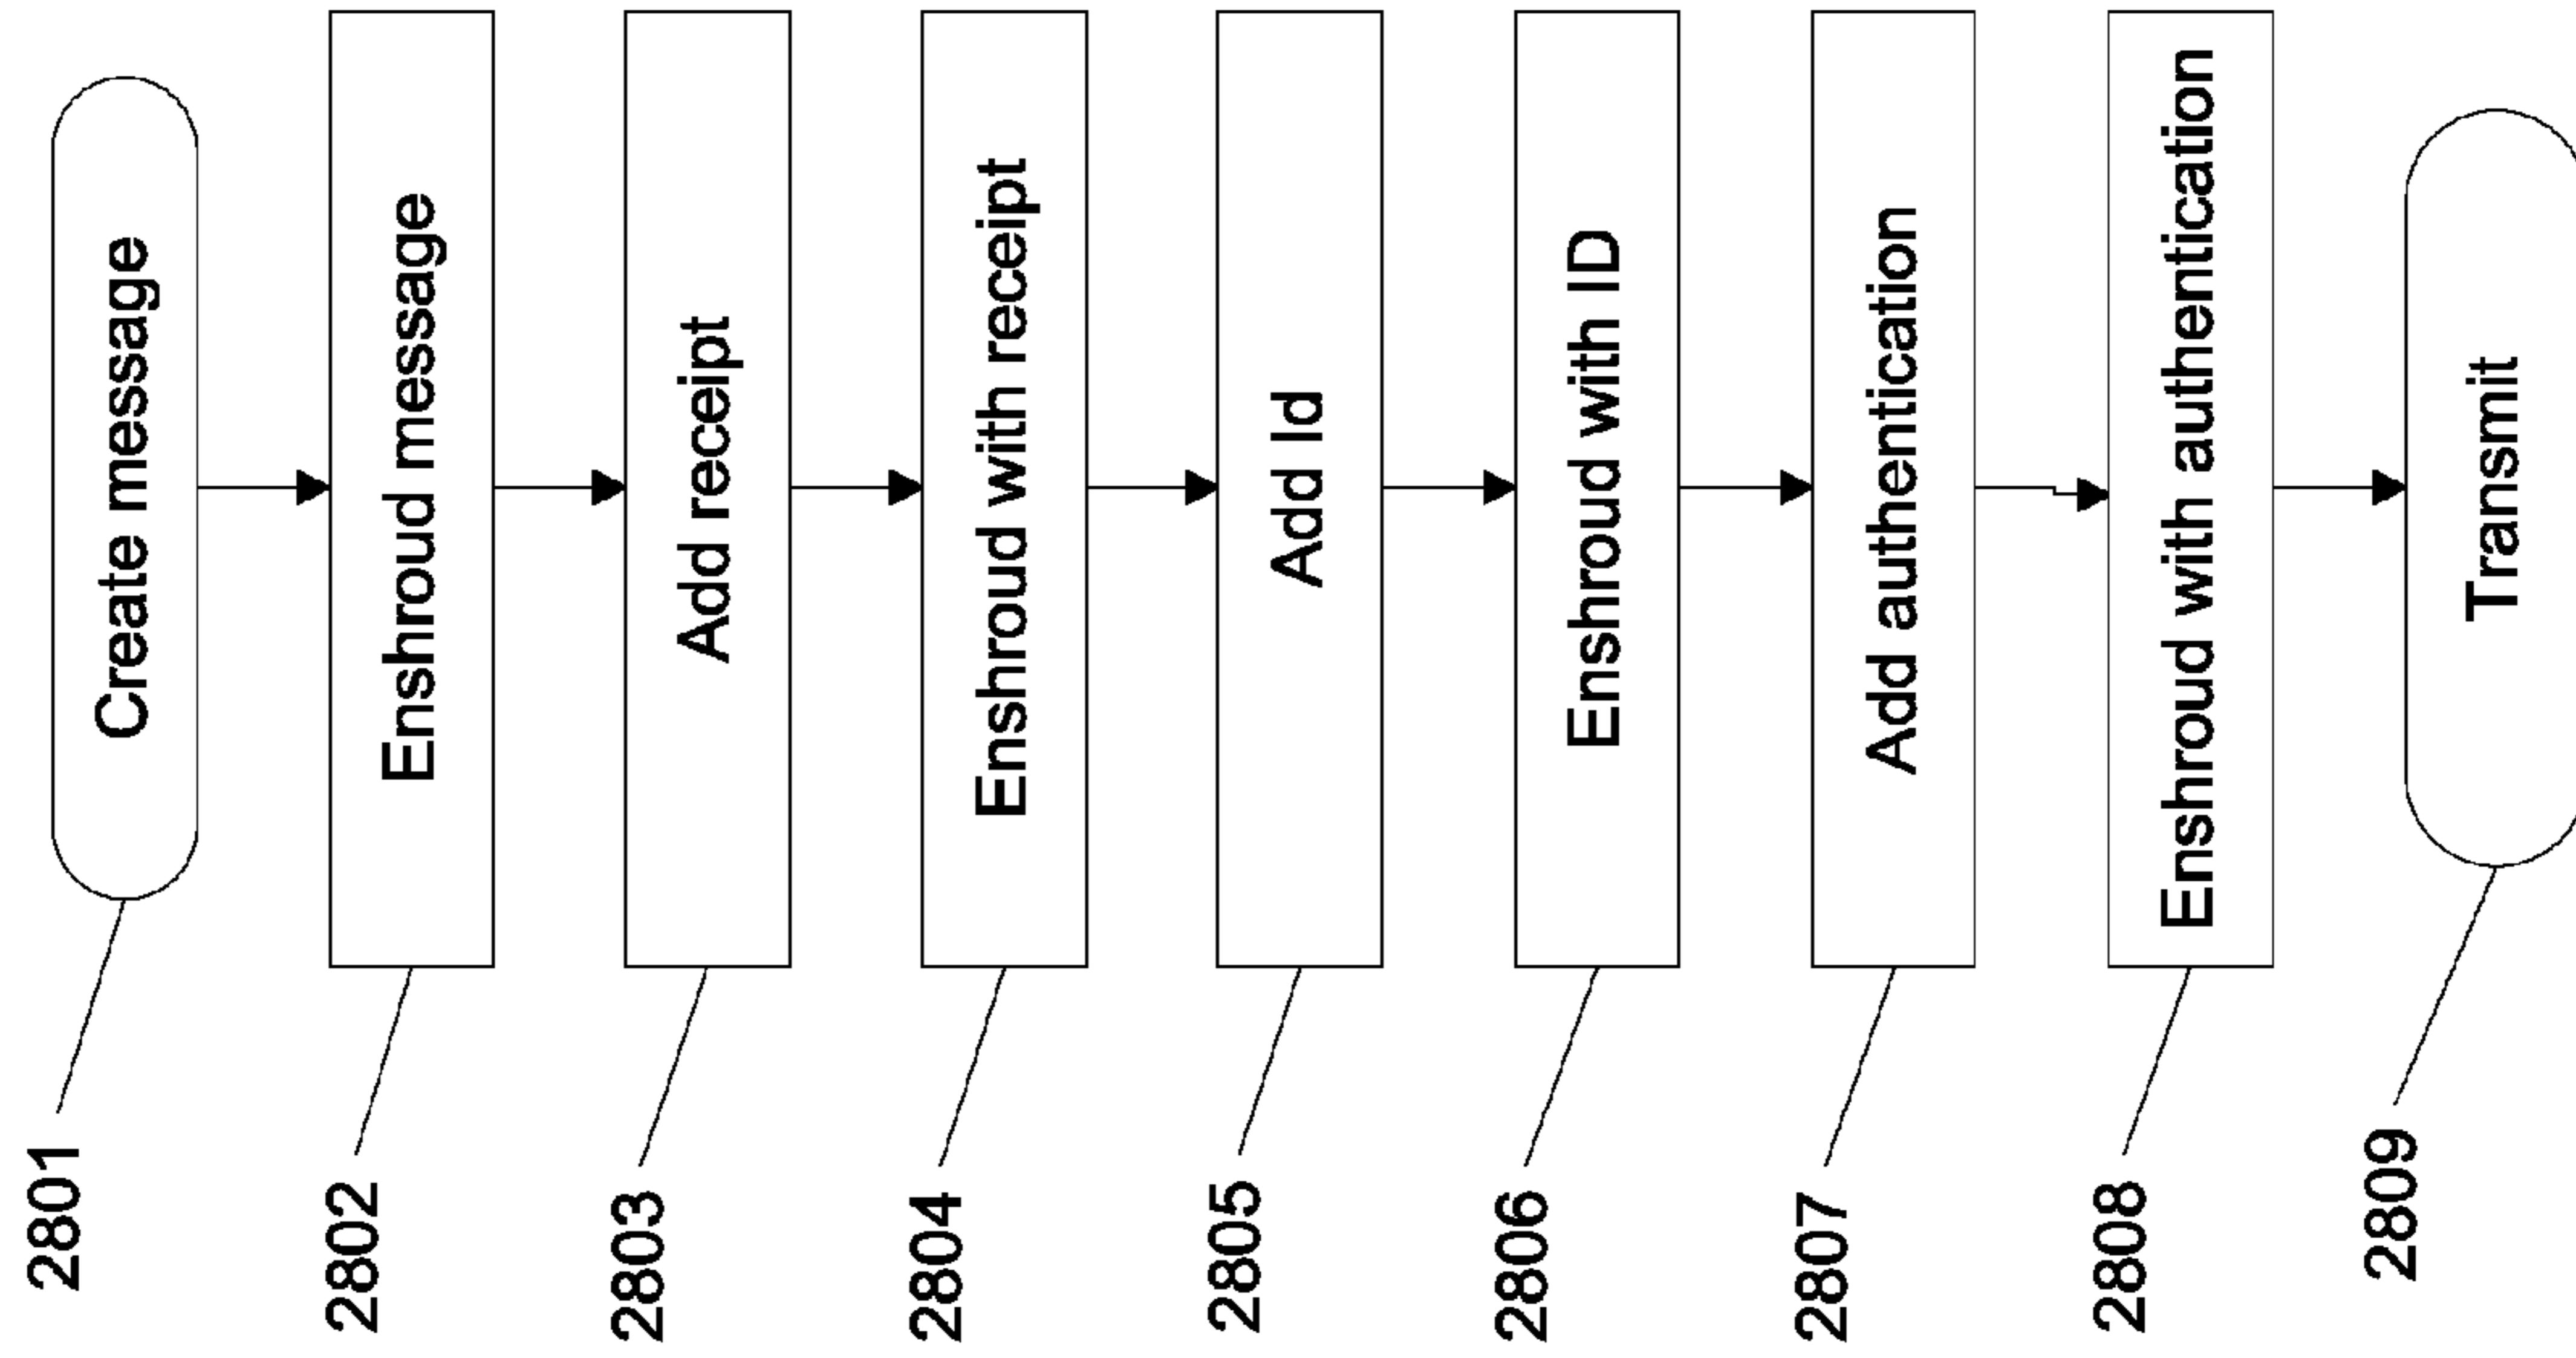 2801
Create message
2802
Enshroud message
2803
Add receipt
2804
Enshroud with receipt
2805
Add Id
2806
Enshroud with ID
2807
Add authentication
2808
Enshroud with authentication
2809
Transmit